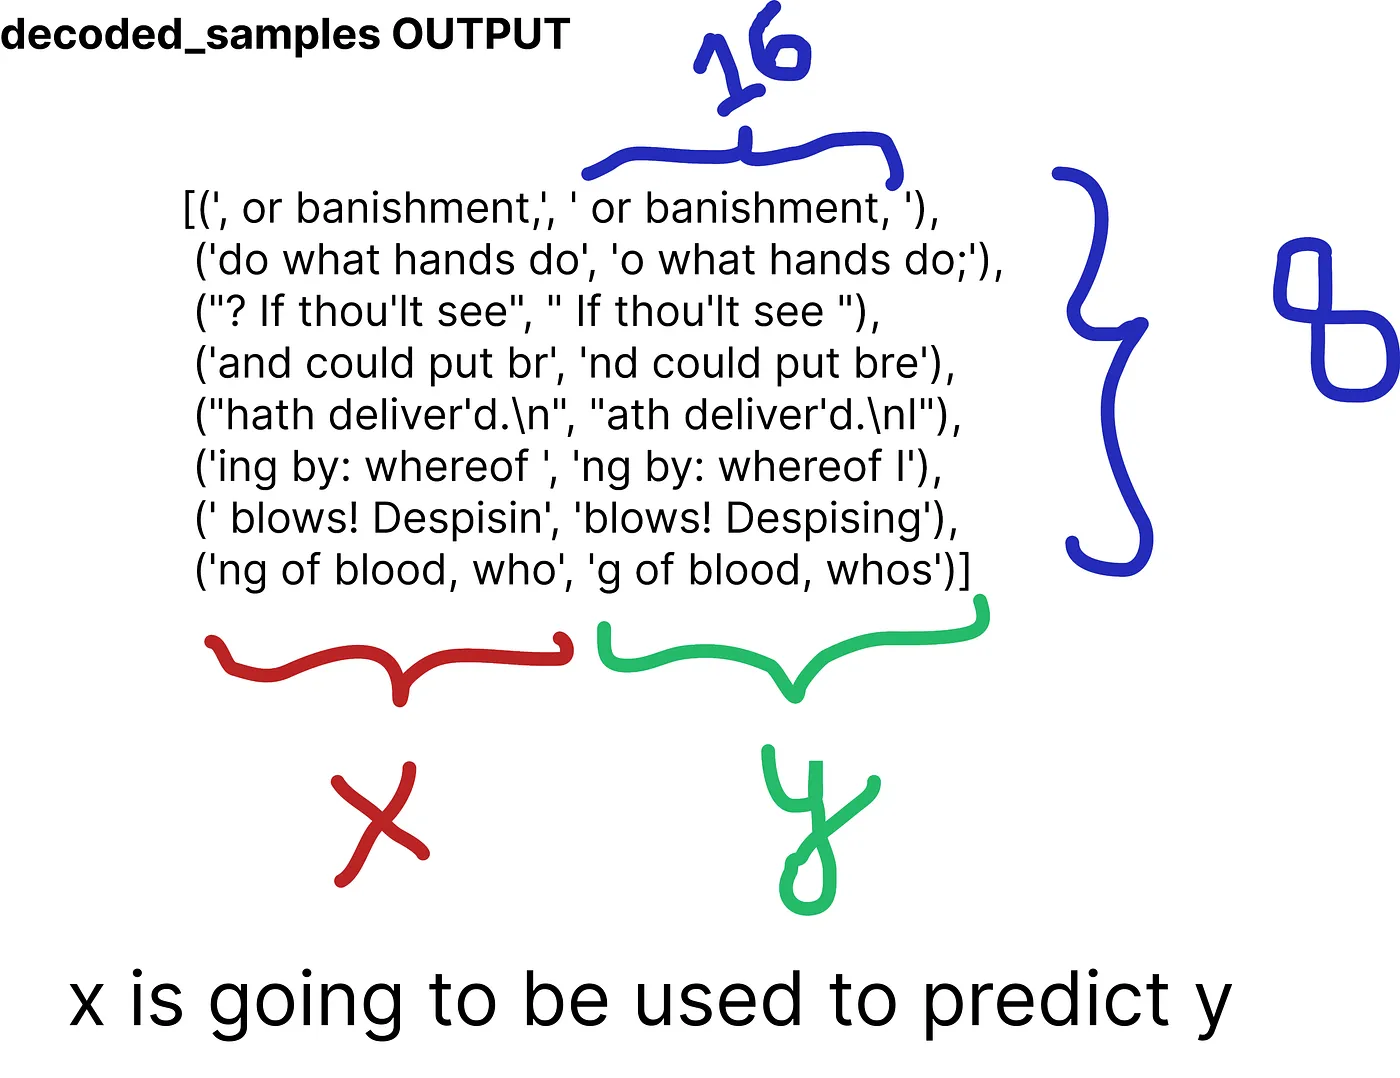 decoded_samples OUTPUT
16
[(', or banishment,', ' or banishment, '),
('do what hands do', 'o what hands do;'),
("? If thou'lt see", " If thou'lt see "),
('and could put br', 'nd could put bre'),
("hath deliver'd.\n", "ath deliver'd.\nI"),
('ing by: whereof ', 'ng by: whereof I'),
(' blows! Despisin', 'blows! Despising'),
('ng of blood, who', 'g of blood, whos')]
8
x y
x is going to be used to predict y